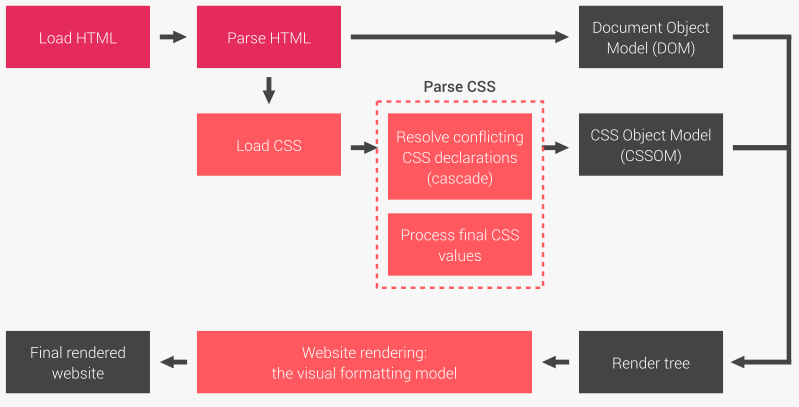 Load HTML
Parse HTML
Document Object
Model (DOM)
Parse CSS
Load CSS
Resolve conflicting
CSS declarations
(cascade)
CSS Object Model
(CSSOM)
Process final CSS
values
Final rendered
website
Website rendering:
the visual formatting model
Render tree